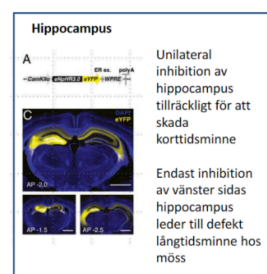 Hippocampus
A
ER es.
polyA
CamKIIα eNpHR3.0 eYFP WPRE
C
DAPI
eYFP
AP -2.0
AP -1.5
AP -2.5
Unilateral
inhibition av
hippocampus
tillräckligt för att
skada
korttidsminne
Endast inhibition
av vänster sidas
hippocampus
leder till defekt
långtidsminne hos
möss